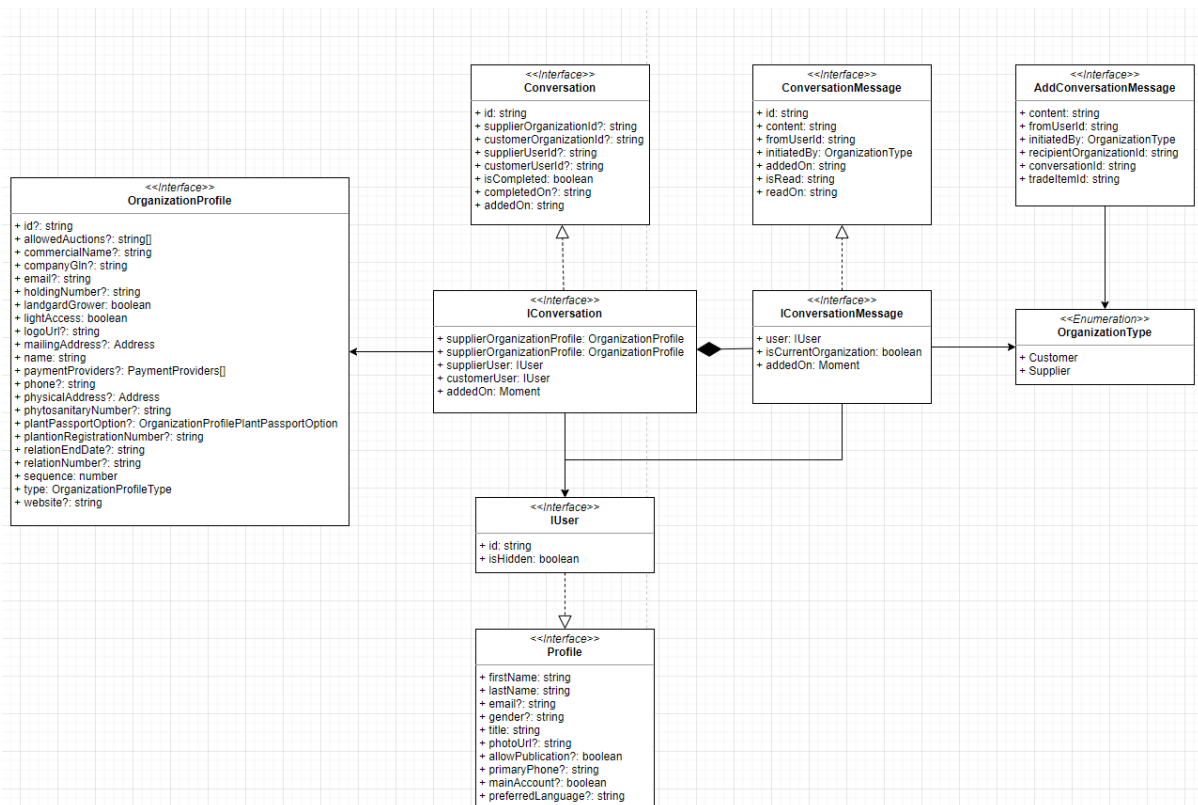 <<Interface>>
Conversation
+ id: string
+ supplierOrganizationId?: string
+ customerOrganizationId?: string
+ supplierUserId?: string
+ customerUserId?: string
+ isCompleted: boolean
+ completedOn?: string
+ addedOn: string
<<Interface>>
ConversationMessage
+ id: string
+ content: string
+ fromUserId: string
+ initiatedBy: OrganizationType
+ addedOn: string
+ isRead: string
+ readOn: string
<<Interface>>
AddConversationMessage
+ content: string
+ fromUserId: string
+ initiatedBy: OrganizationType
+ recipientOrganizationId: string
+ conversationId: string
+ tradeItemId: string
<<Interface>>
OrganizationProfile
+ id?: string
+ allowedAuctions?: string[]
+ commercialName?: string
+ companyGln?: string
+ email?: string
+ holdingNumber?: string
+ landgardGrower: boolean
+ lightAccess: boolean
+ logoUrl?: string
+ mailingAddress?: Address
+ name: string
+ paymentProviders?: PaymentProviders[]
+ phone?: string
+ physicalAddress?: Address
+ phytosanitaryNumber?: string
+ plantPassportOption?: OrganizationProfilePlantPassportOption
+ plantionRegistrationNumber?: string
+ relationEndDate?: string
+ relationNumber?: string
+ sequence: number
+ type: OrganizationProfileType
+ website?: string
<<Interface>>
IConversation
+ supplierOrganizationProfile: OrganizationProfile
+ supplierOrganizationProfile: OrganizationProfile
+ supplierUser: IUser
+ customerUser: IUser
+ addedOn: Moment
<<Interface>>
IConversationMessage
+ user: IUser
+ isCurrentOrganization: boolean
+ addedOn: Moment
<<Enumeration>>
OrganizationType
+ Customer
+ Supplier
<<Interface>>
IUser
+ id: string
+ isHidden: boolean
<<Interface>>
Profile
+ firstName: string
+ lastName: string
+ email?: string
+ gender?: string
+ title: string
+ photoUrl?: string
+ allowPublication?: boolean
+ primaryPhone?: string
+ mainAccount?: boolean
+ preferredLanguage?: string